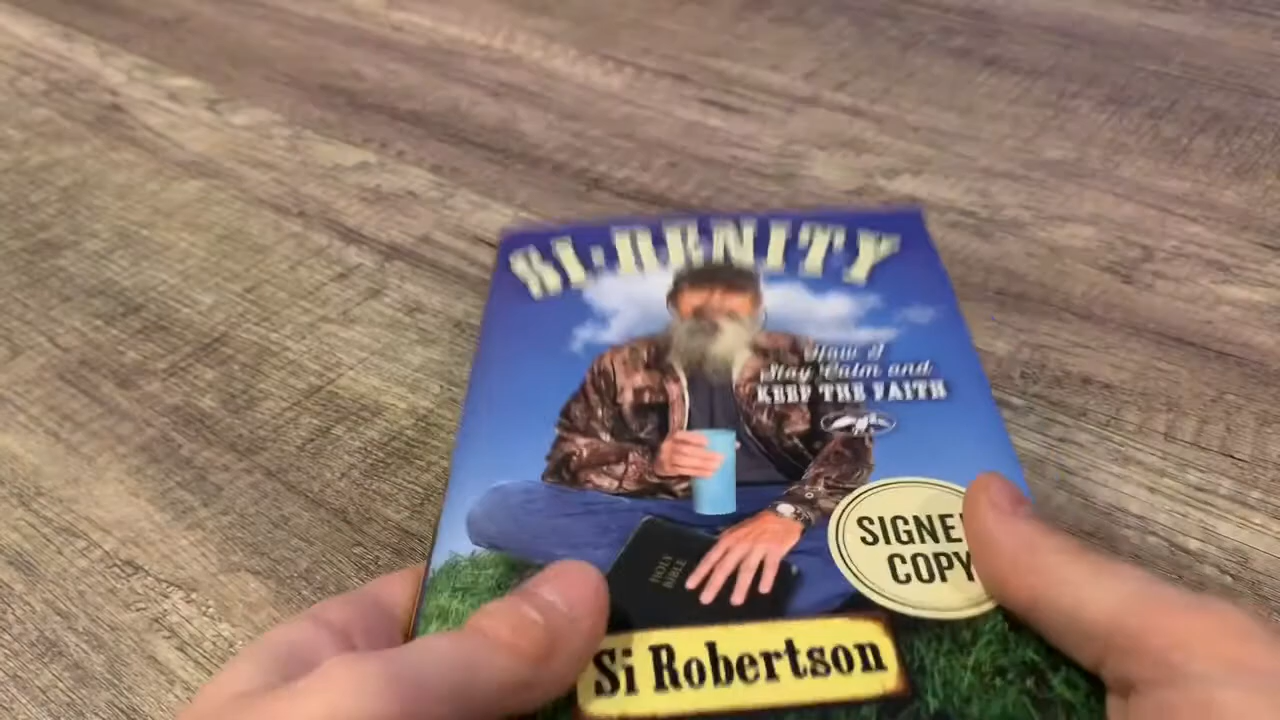 SI-RENITY
How I
Stay Calm and
KEEP THE FAITH
SIGNE
COPY
HOLY
BIBLE
Si Robertson